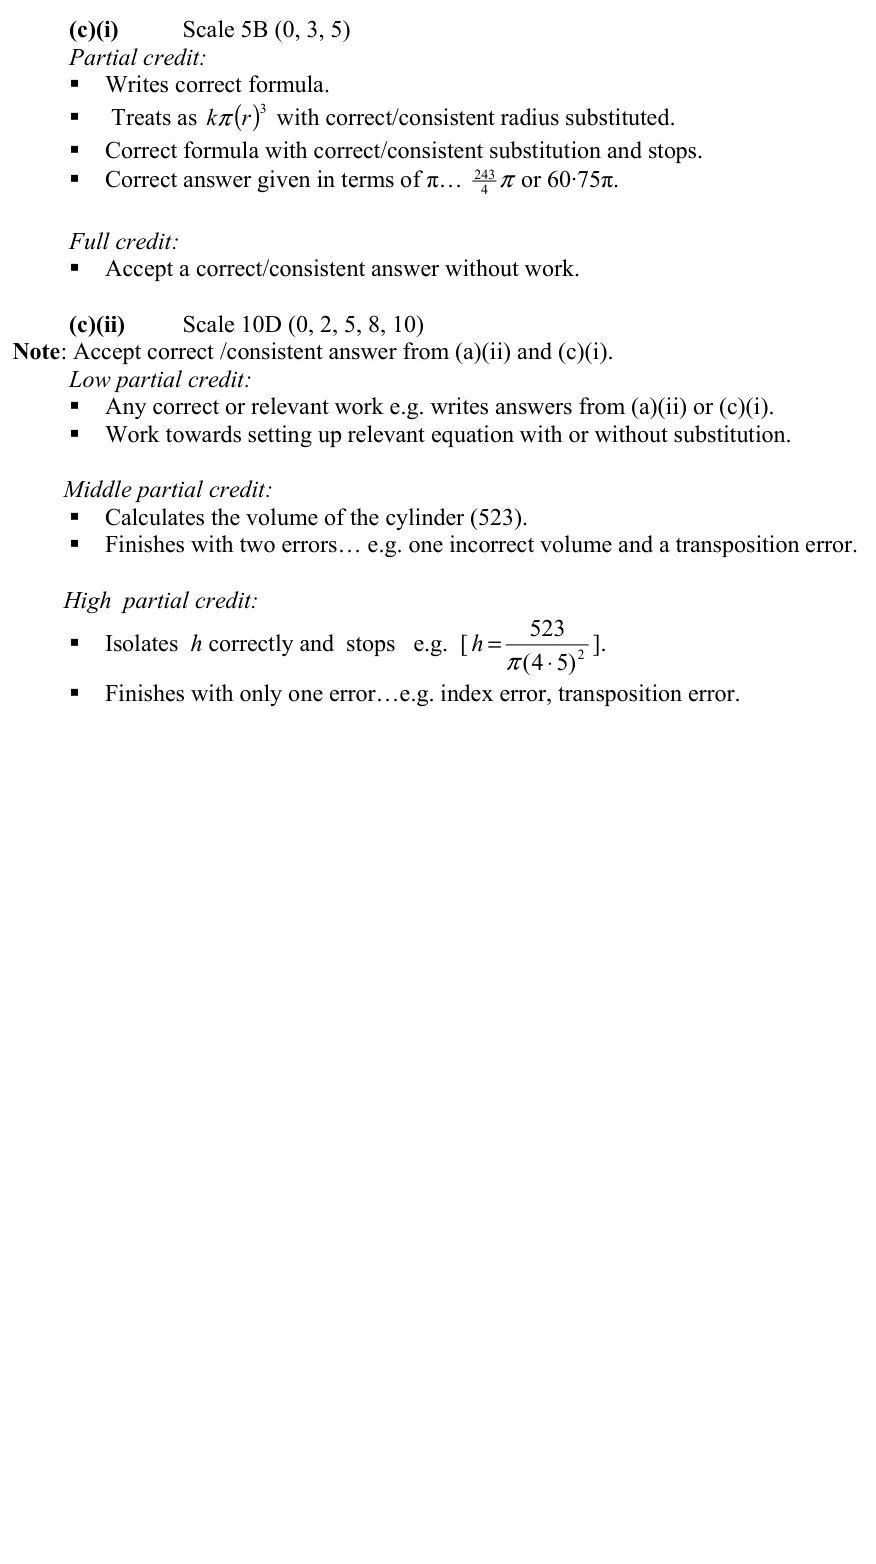 (c)(i) Scale 5B (0, 3, 5)
Partial credit:
▪ Writes correct formula.
▪ Treats as kπ(r)³ with correct/consistent radius substituted.
▪ Correct formula with correct/consistent substitution and stops.
▪ Correct answer given in terms of π… 243/4 π or 60·75π.
Full credit:
▪ Accept a correct/consistent answer without work.
(c)(ii) Scale 10D (0, 2, 5, 8, 10)
Note: Accept correct /consistent answer from (a)(ii) and (c)(i).
Low partial credit:
▪ Any correct or relevant work e.g. writes answers from (a)(ii) or (c)(i).
▪ Work towards setting up relevant equation with or without substitution.
Middle partial credit:
▪ Calculates the volume of the cylinder (523).
▪ Finishes with two errors… e.g. one incorrect volume and a transposition error.
High partial credit:
▪ Isolates h correctly and stops e.g. [h = 523/π(4·5)²].
▪ Finishes with only one error…e.g. index error, transposition error.